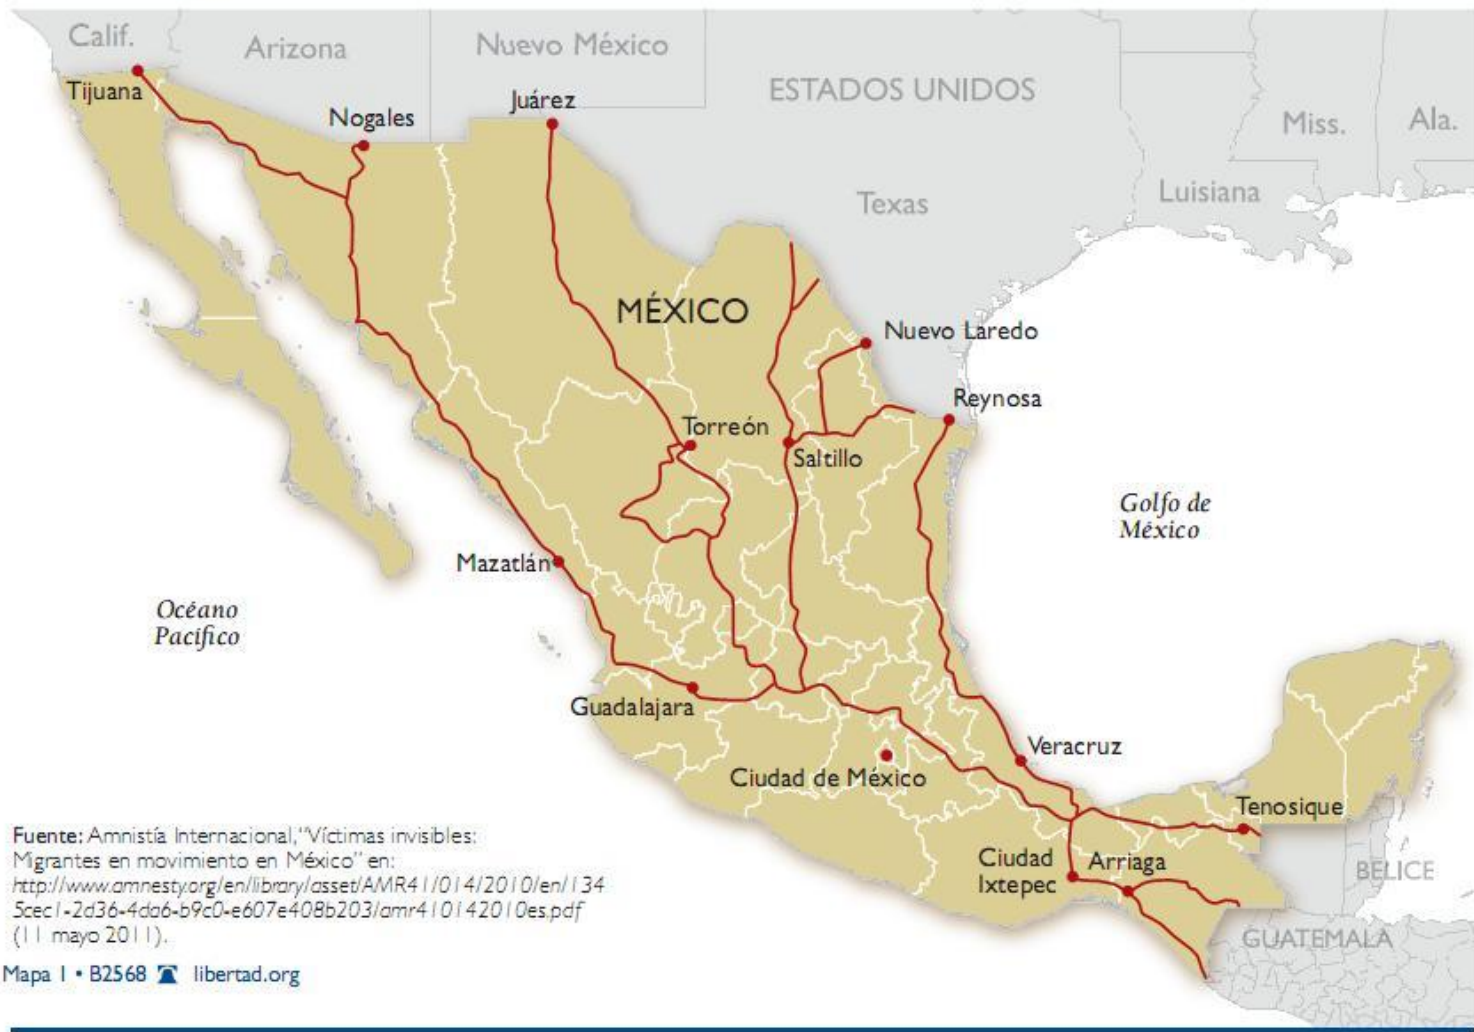 Calif.
Arizona
Nuevo México
ESTADOS UNIDOS
Miss.
Ala.
Tijuana
Nogales
Juárez
Texas
Luisiana
MÉXICO
Nuevo Laredo
Reynosa
Torreón
Saltillo
Golfo de
México
Mazatlán
Océano
Pacífico
Guadalajara
Veracruz
Ciudad de México
Tenosique
Ciudad
Ixtepec
Arriaga
BELICE
GUATEMALA
Fuente: Amnistía Internacional, "Víctimas invisibles:
Migrantes en movimiento en México" en:
http://www.amnesty.org/en/library/asset/AMR41/014/2010/en/134
5cec1-2d36-4da6-b9c0-e607e408b203/amr410142010es.pdf
(11 mayo 2011).
Mapa 1 • B2568 libertad.org